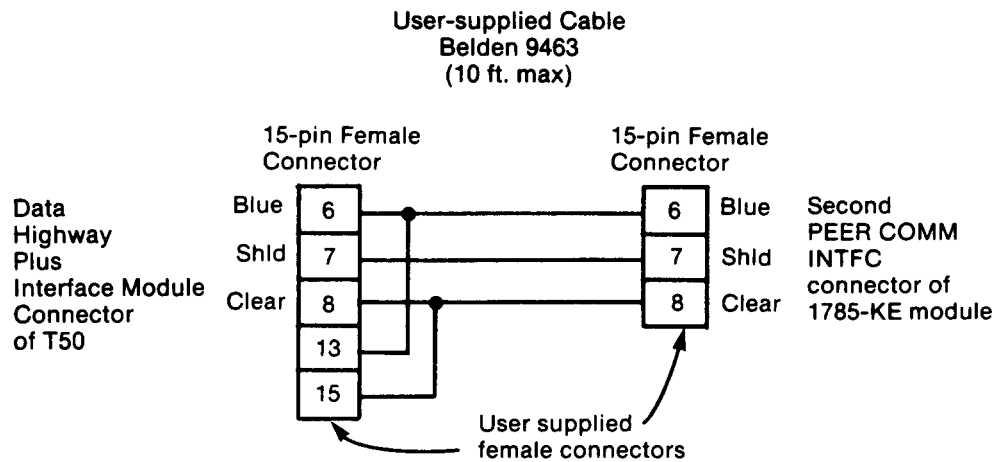 User-supplied Cable
Belden 9463
(10 ft. max)
15-pin Female
Connector
15-pin Female
Connector
Data
Highway
Plus
Interface Module
Connector
of T50
Blue
6
Shld
7
Clear
8
13
15
6
Blue
7
Shld
8
Clear
Second
PEER COMM
INTFC
connector of
1785-KE module
User supplied
female connectors